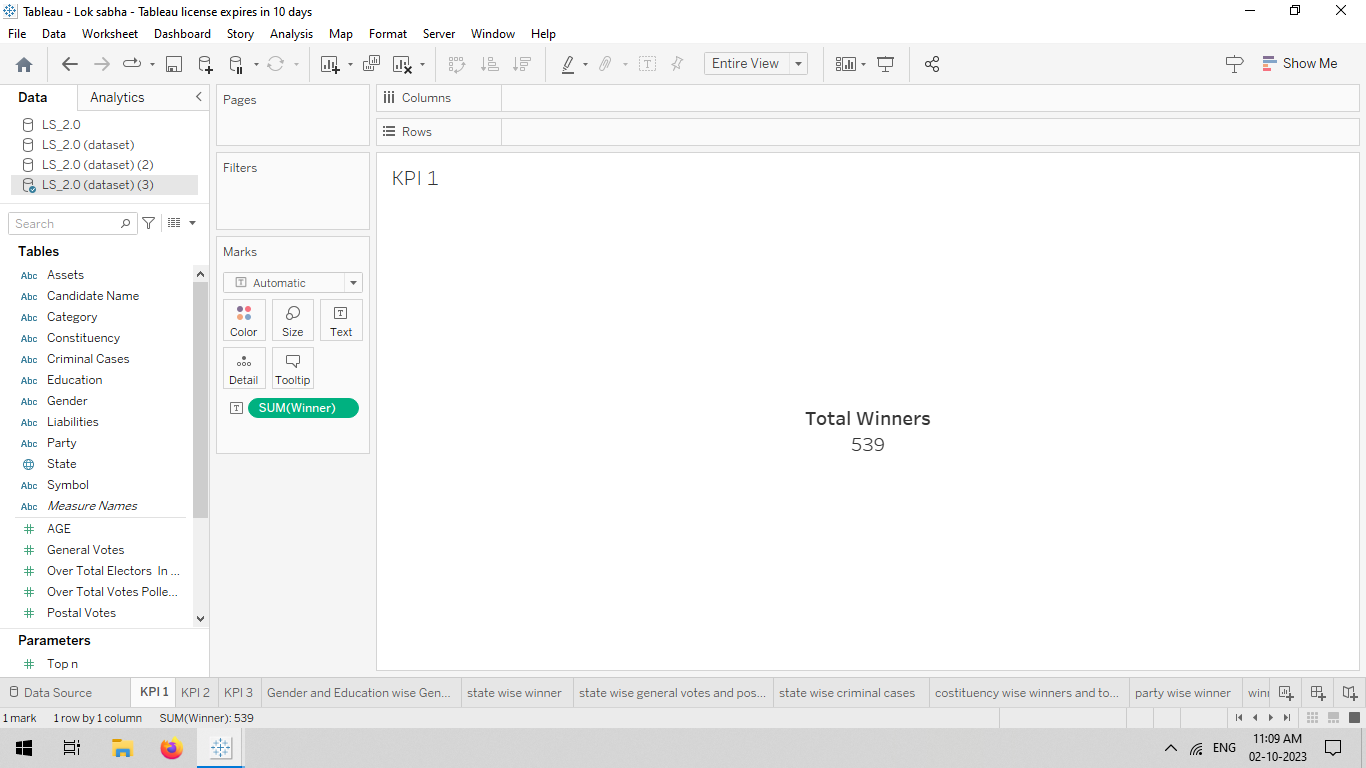 Tableau - Lok sabha - Tableau license expires in 10 days
File Data Worksheet Dashboard Story Analysis Map Format Server Window Help
Entire View
Show Me
Data Analytics
LS_2.0
LS_2.0 (dataset)
LS_2.0 (dataset) (2)
LS_2.0 (dataset) (3)
Search
Tables
Abc Assets
Abc Candidate Name
Abc Category
Abc Constituency
Abc Criminal Cases
Abc Education
Abc Gender
Abc Liabilities
Abc Party
State
Abc Symbol
Abc Measure Names
# AGE
# General Votes
# Over Total Electors In ...
# Over Total Votes Polle...
# Postal Votes
Parameters
# Top n
Pages
Filters
Marks
T Automatic
Color Size Text
Detail Tooltip
T SUM(Winner)
Columns
Rows
KPI 1
Total Winners
539
Data Source KPI 1 KPI 2 KPI 3 Gender and Education wise Gen... state wise winner state wise general votes and pos... state wise criminal cases costituency wise winners and to... party wise winner
1 mark 1 row by 1 column SUM(Winner): 539
ENG
11:09 AM
02-10-2023